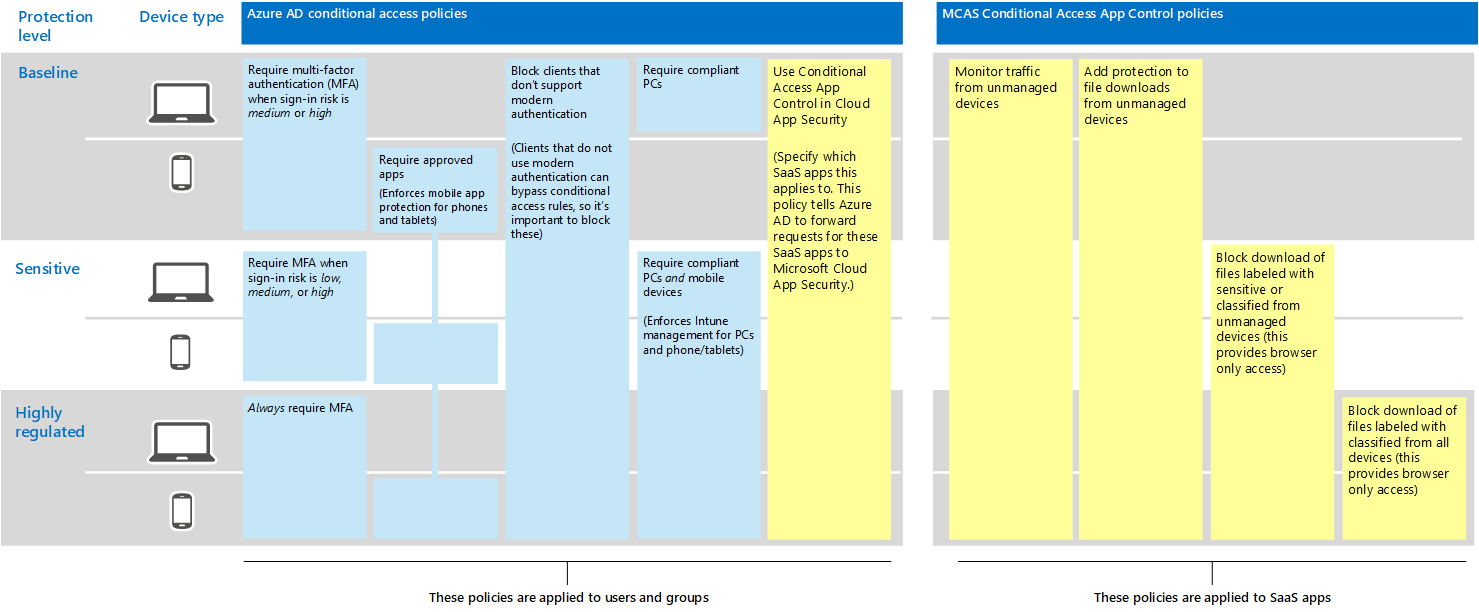 Protection
level
Device type
Azure AD conditional access policies
MCAS Conditional Access App Control policies
Baseline
Require multi-factor
authentication (MFA)
when sign-in risk is
medium or high
Require approved
apps
(Enforces mobile app
protection for phones
and tablets)
Block clients that
don't support
modern
authentication
(Clients that do not
use modern
authentication can
bypass conditional
access rules, so it's
important to block
these)
Require compliant
PCs
Use Conditional
Access App
Control in Cloud
App Security
(Specify which
SaaS apps this
applies to. This
policy tells Azure
AD to forward
requests for these
SaaS apps to
Microsoft Cloud
App Security.)
Monitor traffic
from unmanaged
devices
Add protection to
file downloads
from unmanaged
devices
Sensitive
Require MFA when
sign-in risk is low,
medium, or high
Require compliant
PCs and mobile
devices
(Enforces Intune
management for PCs
and phone/tablets)
Block download of
files labeled with
sensitive or
classified from
unmanaged
devices (this
provides browser
only access)
Highly
regulated
Always require MFA
Block download of
files labeled with
classified from all
devices (this
provides browser
only access)
These policies are applied to users and groups
These policies are applied to SaaS apps